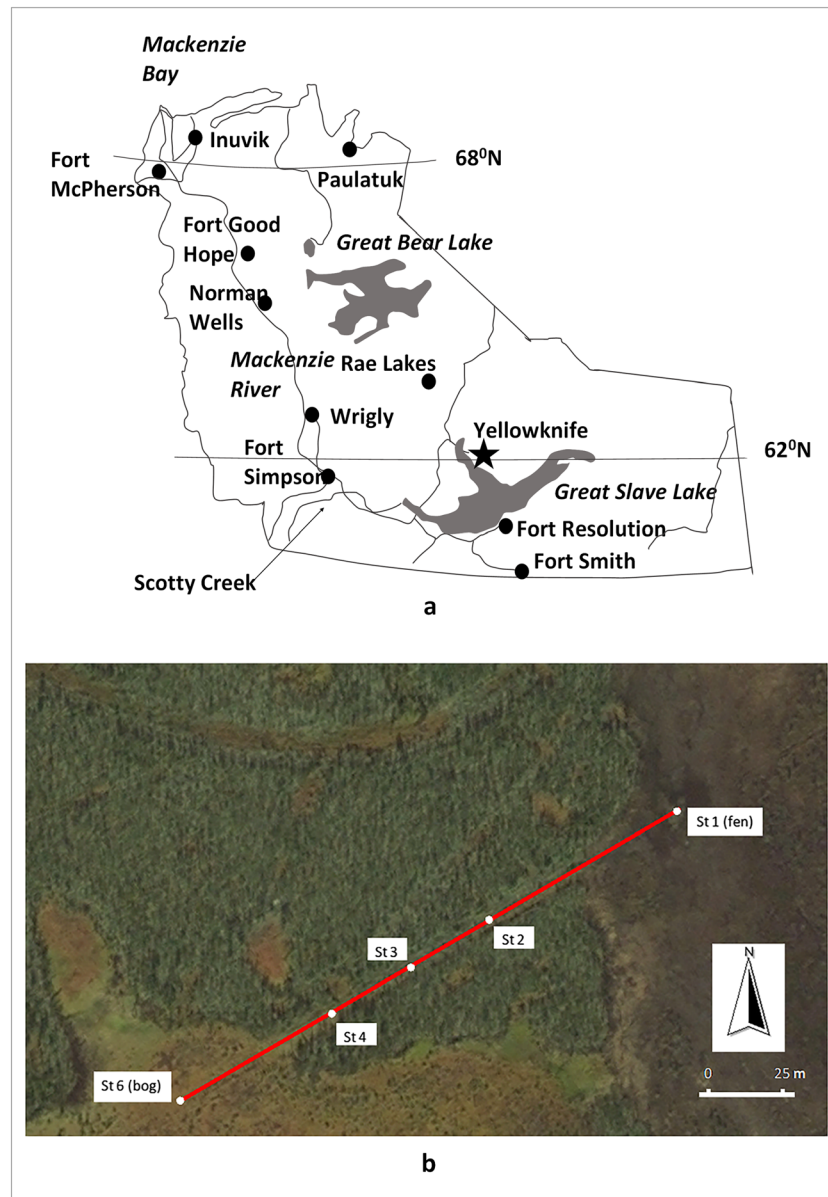 Mackenzie
Bay
Inuvik
68⁰N
Fort
McPherson
Paulatuk
Fort Good
Hope
Great Bear Lake
Norman
Wells
Mackenzie
River
Rae Lakes
Wrigly
Yellowknife
62⁰N
Fort
Simpson
Great Slave Lake
Fort Resolution
Fort Smith
Scotty Creek
a
St 1 (fen)
St 2
St 3
St 4
St 6 (bog)
N
0 25 m
b